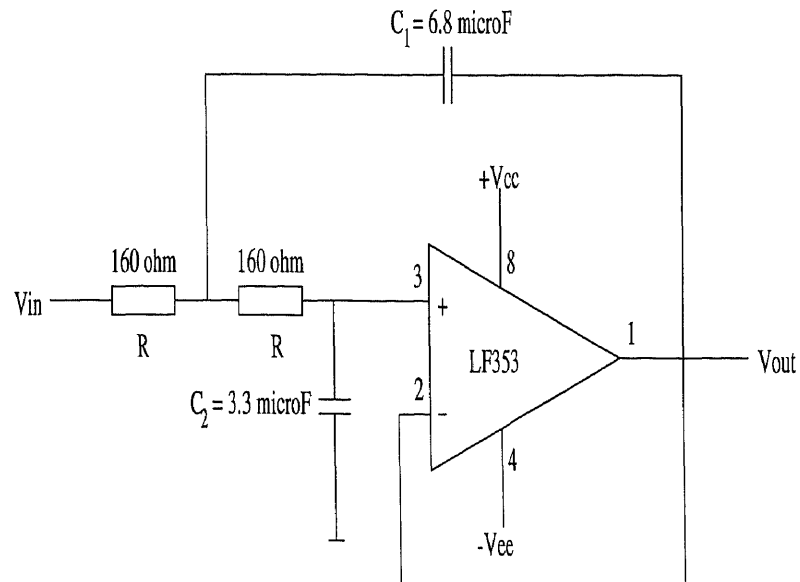 C1 = 6.8 microF
+Vcc
160 ohm 160 ohm
3 8
Vin + 1
R R LF353 Vout
2
C2 = 3.3 microF -
4
-Vee